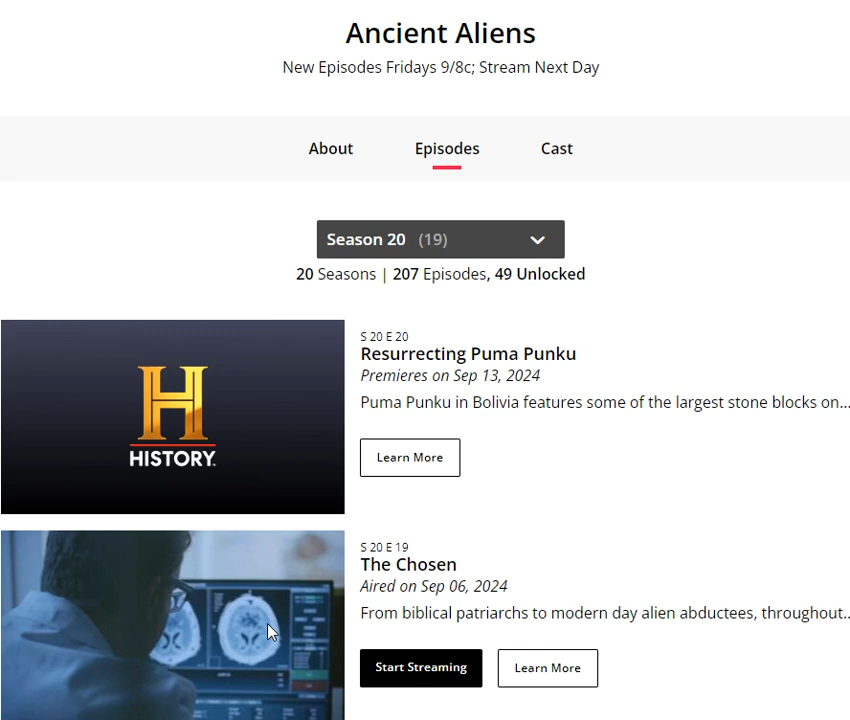 Ancient Aliens
New Episodes Fridays 9/8c; Stream Next Day
About Episodes Cast
Season 20 (19)
20 Seasons | 207 Episodes, 49 Unlocked
H
HISTORY
S 20 E 20
Resurrecting Puma Punku
Premieres on Sep 13, 2024
Puma Punku in Bolivia features some of the largest stone blocks on...
Learn More
S 20 E 19
The Chosen
Aired on Sep 06, 2024
From biblical patriarchs to modern day alien abductees, throughout...
Start Streaming Learn More